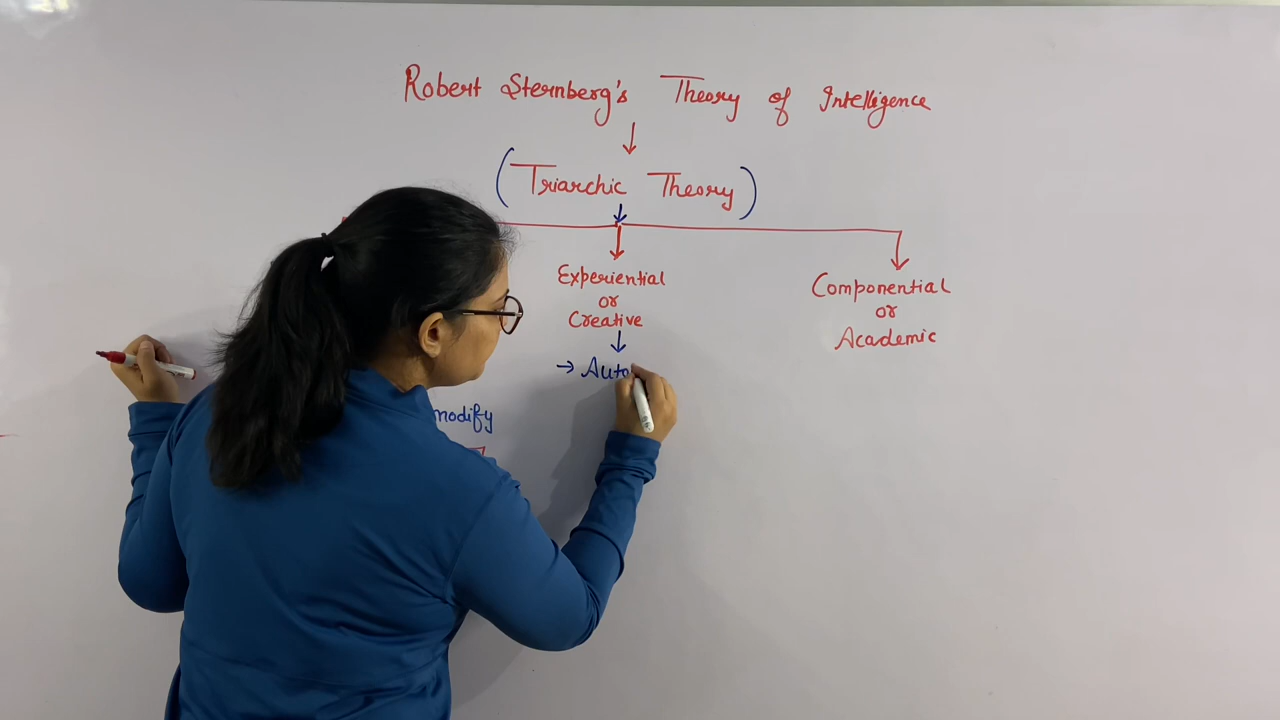 Robert Sternberg's Theory of Intelligence
↓
(Triarchic Theory)
↓
Experiential
or
Creative
↓
Componential
or
Academic
→ Auto
modify